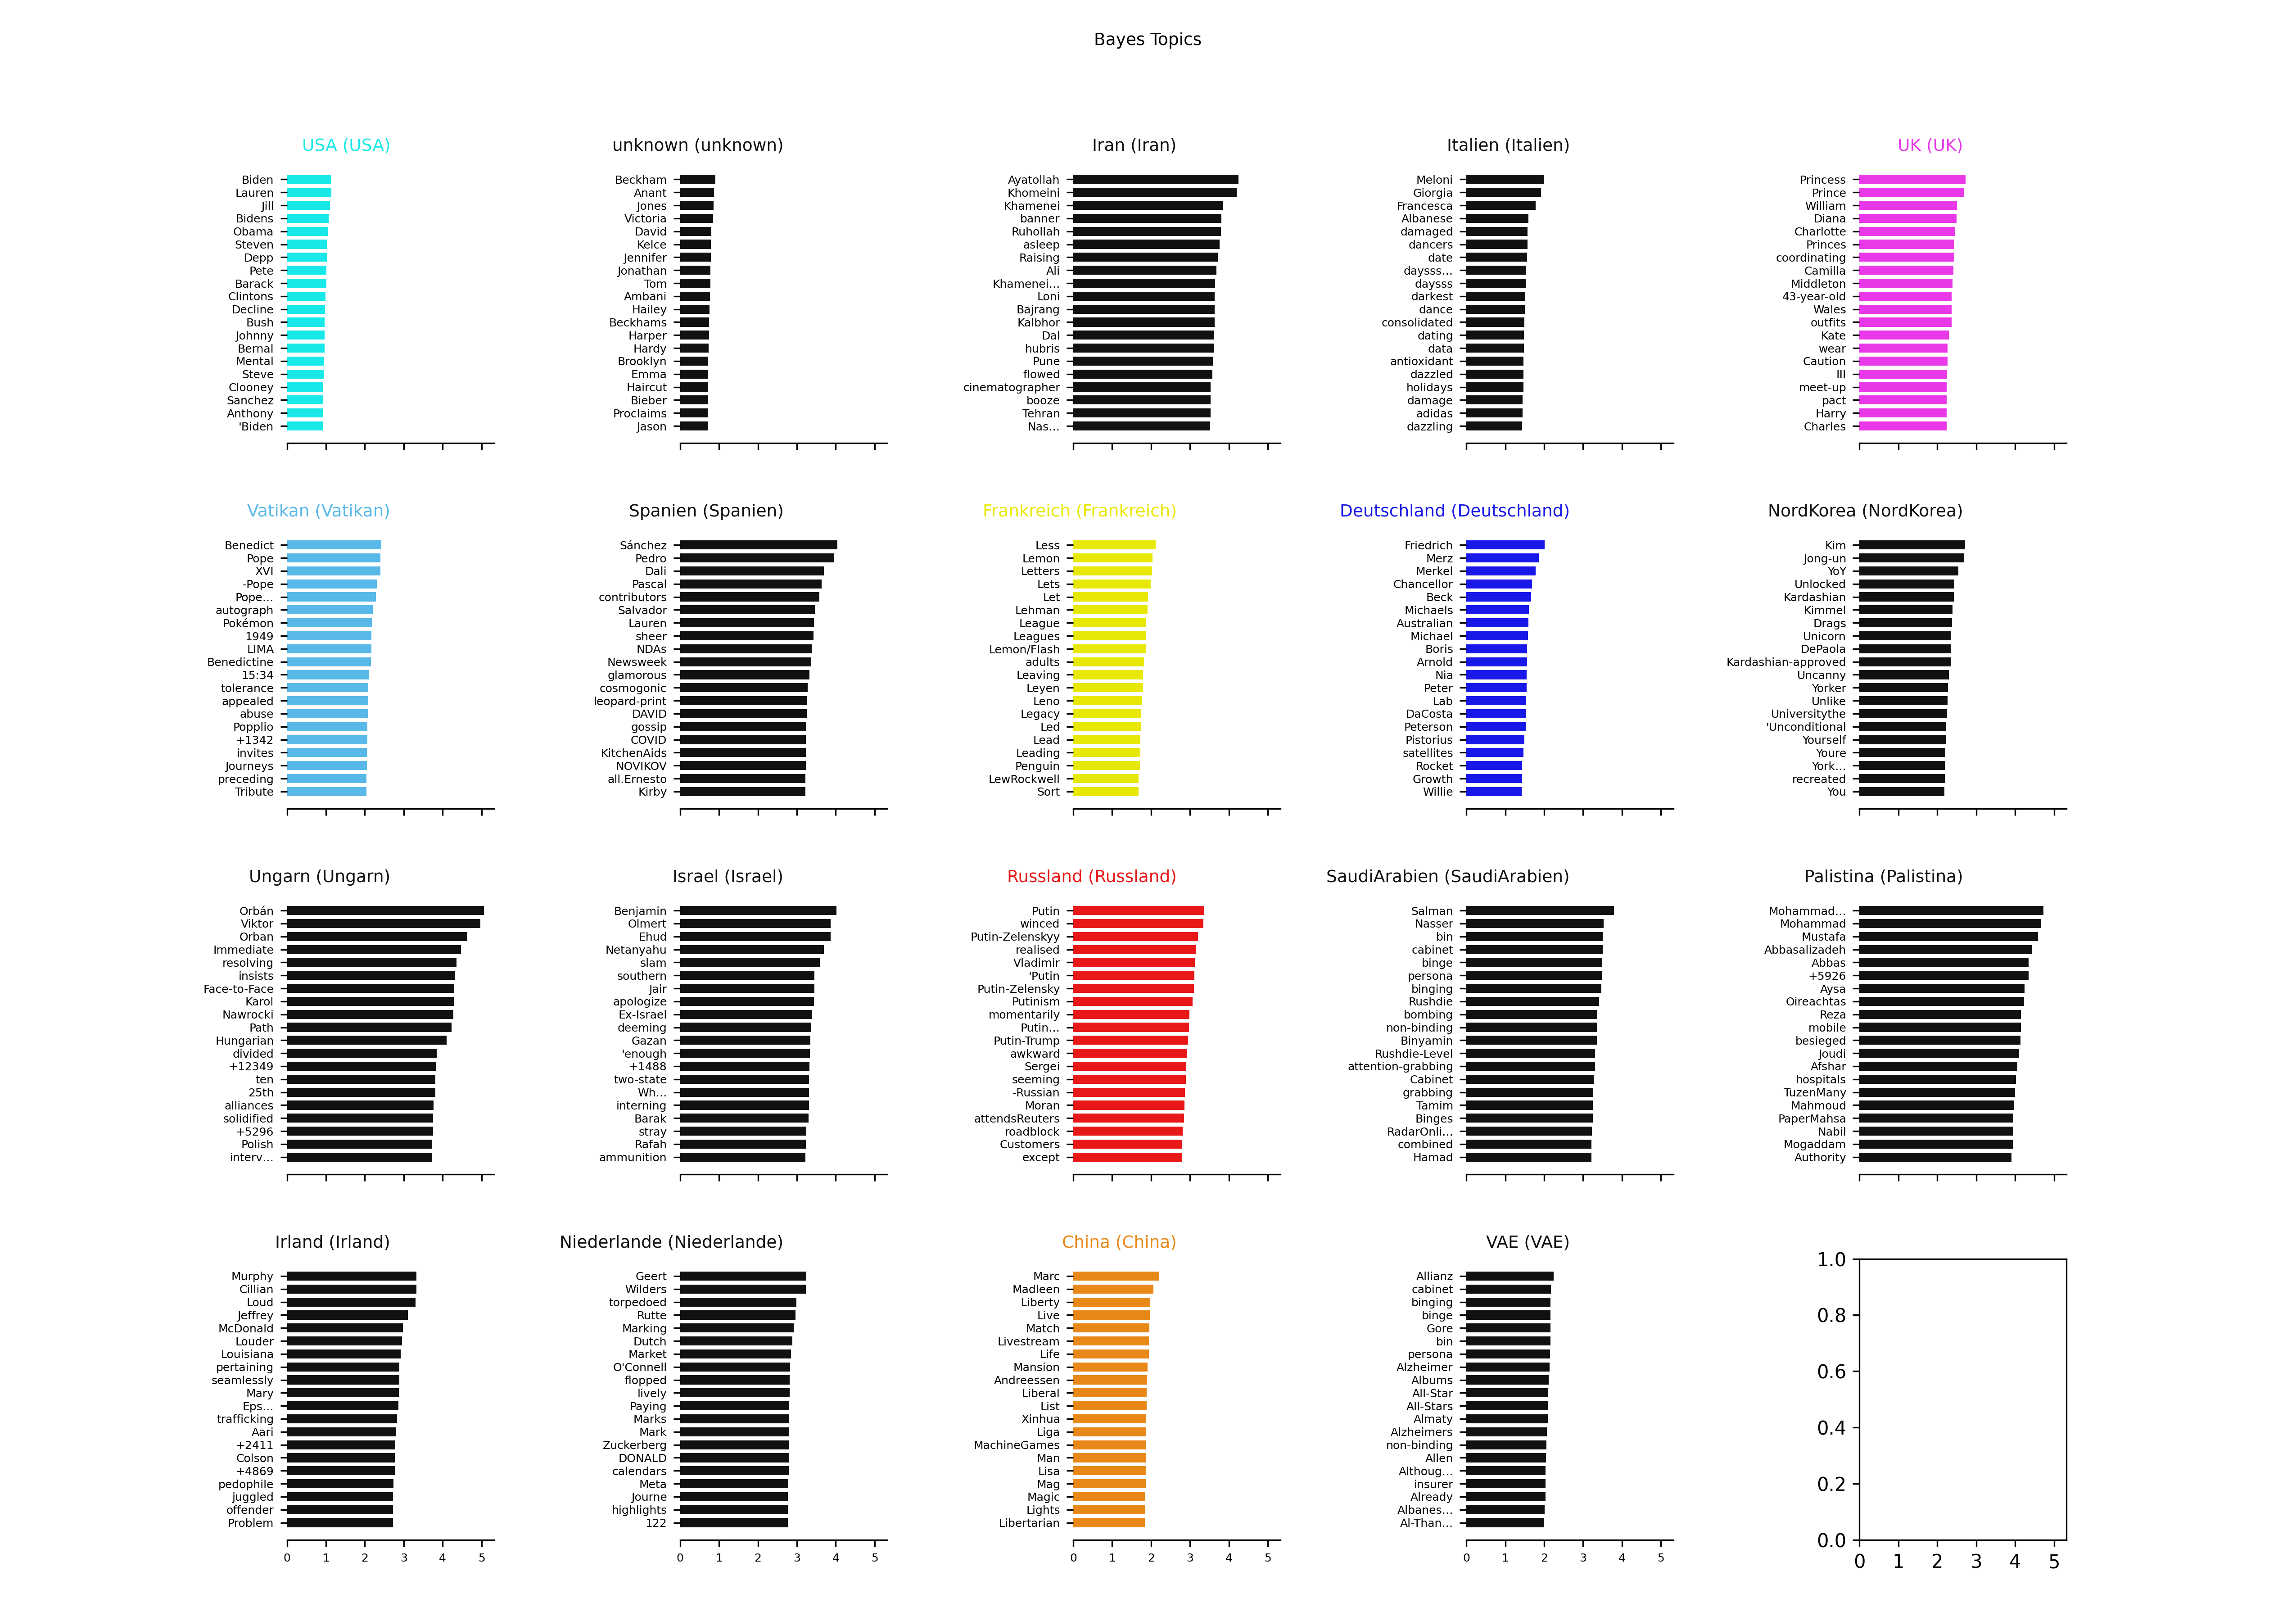 Bayes Topics
USA (USA)
Biden
Lauren
Jill
Bidens
Obama
Steven
Depp
Pete
Barack
Clintons
Decline
Bush
Johnny
Bernal
Mental
Steve
Clooney
Sanchez
Anthony
'Biden
unknown (unknown)
Beckham
Anant
Jones
Victoria
David
Kelce
Jennifer
Jonathan
Tom
Ambani
Hailey
Beckhams
Harper
Hardy
Brooklyn
Emma
Haircut
Bieber
Proclaims
Jason
Iran (Iran)
Ayatollah
Khomeini
Khamenei
banner
Ruhollah
asleep
Raising
Ali
Khamenei…
Loni
Bajrang
Kalbhor
Dal
hubris
Pune
flowed
cinematographer
booze
Tehran
Nas…
Italien (Italien)
Meloni
Giorgia
Francesca
Albanese
damaged
dancers
date
daysss…
daysss
darkest
dance
consolidated
dating
data
antioxidant
dazzled
holidays
damage
adidas
dazzling
UK (UK)
Princess
Prince
William
Diana
Charlotte
Princes
coordinating
Camilla
Middleton
43-year-old
Wales
outfits
Kate
wear
Caution
III
meet-up
pact
Harry
Charles
Vatikan (Vatikan)
Benedict
Pope
XVI
-Pope
Pope…
autograph
Pokémon
1949
LIMA
Benedictine
15:34
tolerance
appealed
abuse
Popplio
+1342
invites
Journeys
preceding
Tribute
Spanien (Spanien)
Sánchez
Pedro
Dali
Pascal
contributors
Salvador
Lauren
sheer
NDAs
Newsweek
glamorous
cosmogonic
leopard-print
DAVID
gossip
COVID
KitchenAids
NOVIKOV
all.Ernesto
Kirby
Frankreich (Frankreich)
Less
Lemon
Letters
Lets
Let
Lehman
League
Leagues
Lemon/Flash
adults
Leaving
Leyen
Leno
Legacy
Led
Lead
Leading
Penguin
LewRockwell
Sort
Deutschland (Deutschland)
Friedrich
Merz
Merkel
Chancellor
Beck
Michaels
Australian
Michael
Boris
Arnold
Nia
Peter
Lab
DaCosta
Peterson
Pistorius
satellites
Rocket
Growth
Willie
NordKorea (NordKorea)
Kim
Jong-un
YoY
Unlocked
Kardashian
Kimmel
Drags
Unicorn
DePaola
Kardashian-approved
Uncanny
Yorker
Unlike
Universitythe
'Unconditional
Yourself
Youre
York…
recreated
You
Ungarn (Ungarn)
Orbán
Viktor
Orban
Immediate
resolving
insists
Face-to-Face
Karol
Nawrocki
Path
Hungarian
divided
+12349
ten
25th
alliances
solidified
+5296
Polish
interv…
Israel (Israel)
Benjamin
Olmert
Ehud
Netanyahu
slam
southern
Jair
apologize
Ex-Israel
deeming
Gazan
'enough
+1488
two-state
Wh…
interning
Barak
stray
Rafah
ammunition
Russland (Russland)
Putin
winced
Putin-Zelenskyy
realised
Vladimir
'Putin
Putin-Zelensky
Putinism
momentarily
Putin…
Putin-Trump
awkward
Sergei
seeming
-Russian
Moran
attendsReuters
roadblock
Customers
except
SaudiArabien (SaudiArabien)
Salman
Nasser
bin
cabinet
binge
persona
binging
Rushdie
bombing
non-binding
Binyamin
Rushdie-Level
attention-grabbing
Cabinet
grabbing
Tamim
Binges
RadarOnli…
combined
Hamad
Palistina (Palistina)
Mohammad…
Mohammad
Mustafa
Abbasalizadeh
Abbas
+5926
Aysa
Oireachtas
Reza
mobile
besieged
Joudi
Afshar
hospitals
TuzenMany
Mahmoud
PaperMahsa
Nabil
Mogaddam
Authority
Irland (Irland)
Murphy
Cillian
Loud
Jeffrey
McDonald
Louder
Louisiana
pertaining
seamlessly
Mary
Eps…
trafficking
Aari
+2411
Colson
+4869
pedophile
juggled
offender
Problem
0 1 2 3 4 5
Niederlande (Niederlande)
Geert
Wilders
torpedoed
Rutte
Marking
Dutch
Market
O'Connell
flopped
lively
Paying
Marks
Mark
Zuckerberg
DONALD
calendars
Meta
Journe
highlights
122
0 1 2 3 4 5
China (China)
Marc
Madleen
Liberty
Live
Match
Livestream
Life
Mansion
Andreessen
Liberal
List
Xinhua
Liga
MachineGames
Man
Lisa
Mag
Magic
Lights
Libertarian
0 1 2 3 4 5
VAE (VAE)
Allianz
cabinet
binging
binge
Gore
bin
persona
Alzheimer
Albums
All-Star
All-Stars
Almaty
Alzheimers
non-binding
Allen
Althoug…
insurer
Already
Albanes…
Al-Than…
0 1 2 3 4 5
1.0
0.8
0.6
0.4
0.2
0.0
0 1 2 3 4 5